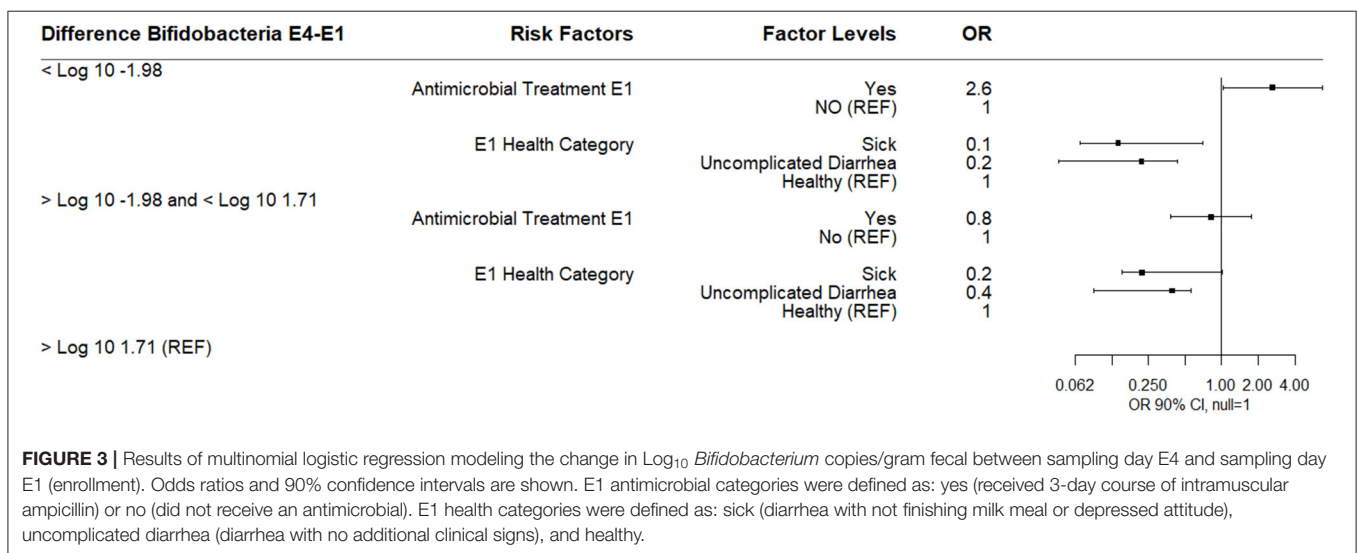 Difference Bifidobacteria E4-E1 Risk Factors Factor Levels OR
< Log 10 -1.98
Antimicrobial Treatment E1 Yes 2.6
NO (REF) 1
E1 Health Category Sick 0.1
Uncomplicated Diarrhea 0.2
Healthy (REF) 1
> Log 10 -1.98 and < Log 10 1.71
Antimicrobial Treatment E1 Yes 0.8
No (REF) 1
E1 Health Category Sick 0.2
Uncomplicated Diarrhea 0.4
Healthy (REF) 1
> Log 10 1.71 (REF)
0.062 0.250 1.00 2.00 4.00
OR 90% CI, null=1
FIGURE 3 | Results of multinomial logistic regression modeling the change in Log₁₀ Bifidobacterium copies/gram fecal between sampling day E4 and sampling day
E1 (enrollment). Odds ratios and 90% confidence intervals are shown. E1 antimicrobial categories were defined as: yes (received 3-day course of intramuscular
ampicillin) or no (did not receive an antimicrobial). E1 health categories were defined as: sick (diarrhea with not finishing milk meal or depressed attitude),
uncomplicated diarrhea (diarrhea with no additional clinical signs), and healthy.